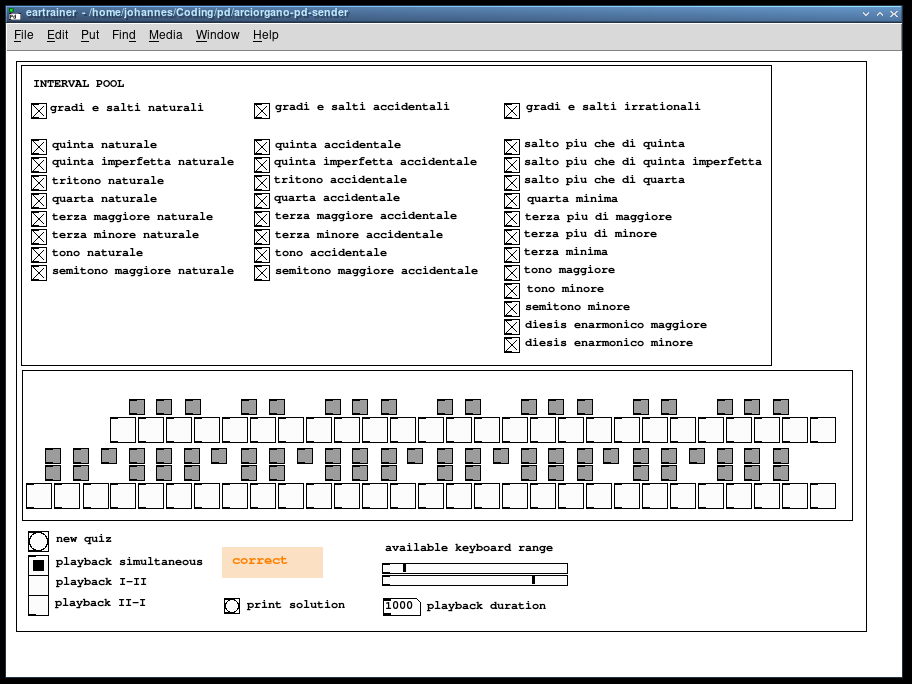 eartrainer - /home/johannes/Coding/pd/arciorgano-pd-sender
File Edit Put Find Media Window Help
INTERVAL POOL
gradi e salti naturali
quinta naturale
quinta imperfetta naturale
tritono naturale
quarta naturale
terza maggiore naturale
terza minore naturale
tono naturale
semitono maggiore naturale
gradi e salti accidentali
quinta accidentale
quinta imperfetta accidentale
tritono accidentale
quarta accidentale
terza maggiore accidentale
terza minore accidentale
tono accidentale
semitono maggiore accidentale
gradi e salti irrationali
salto piu che di quinta
salto piu che di quinta imperfetta
salto piu che di quarta
quarta minima
terza piu di maggiore
terza piu di minore
terza minima
tono maggiore
tono minore
semitono minore
diesis enarmonico maggiore
diesis enarmonico minore
new quiz
playback simultaneous
playback I-II
playback II-I
correct
print solution
available keyboard range
1000 playback duration